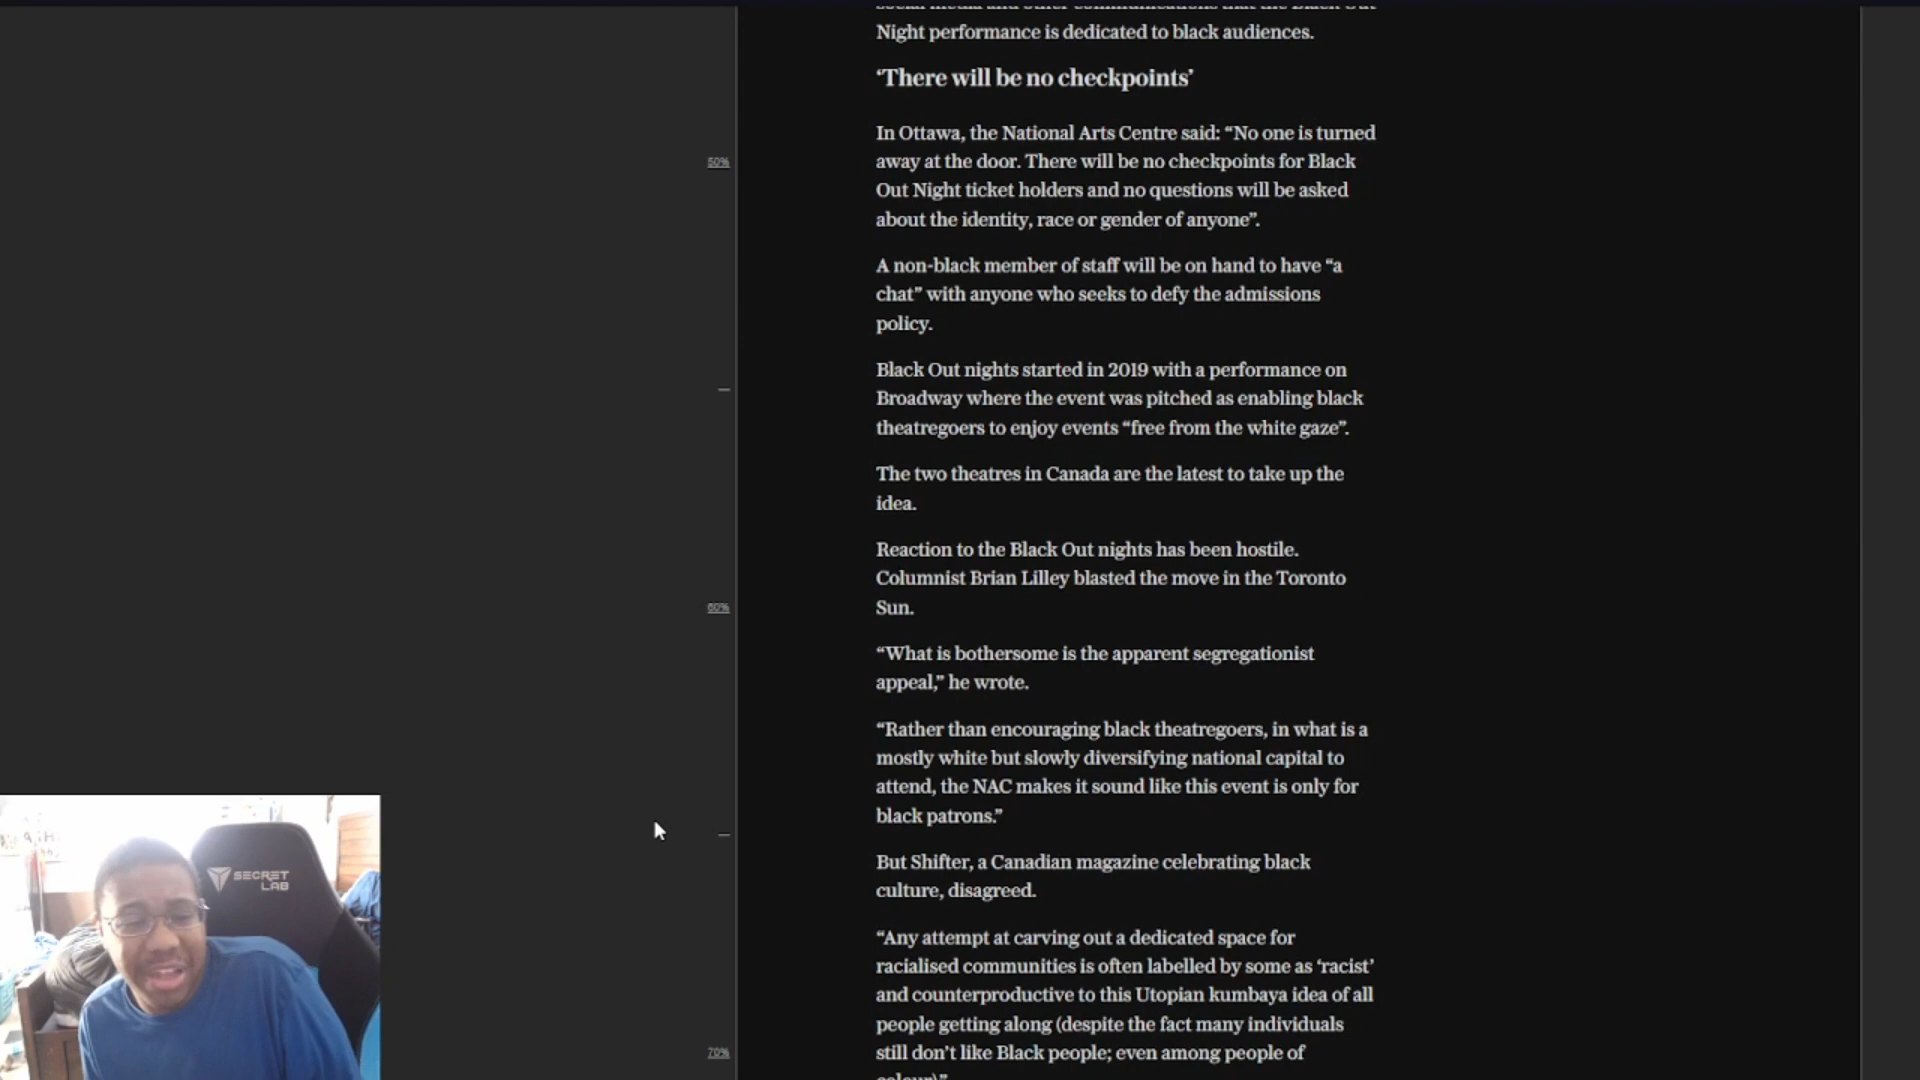 social media and other communications that the Black Out
Night performance is dedicated to black audiences.
‘There will be no checkpoints’
In Ottawa, the National Arts Centre said: “No one is turned
away at the door. There will be no checkpoints for Black
Out Night ticket holders and no questions will be asked
about the identity, race or gender of anyone”.
50%
A non-black member of staff will be on hand to have “a
chat” with anyone who seeks to defy the admissions
policy.
Black Out nights started in 2019 with a performance on
Broadway where the event was pitched as enabling black
theatregoers to enjoy events “free from the white gaze”.
The two theatres in Canada are the latest to take up the
idea.
Reaction to the Black Out nights has been hostile.
Columnist Brian Lilley blasted the move in the Toronto
Sun.
60%
“What is bothersome is the apparent segregationist
appeal,” he wrote.
“Rather than encouraging black theatregoers, in what is a
mostly white but slowly diversifying national capital to
attend, the NAC makes it sound like this event is only for
black patrons.”
But Shifter, a Canadian magazine celebrating black
culture, disagreed.
“Any attempt at carving out a dedicated space for
racialised communities is often labelled by some as ‘racist’
and counterproductive to this Utopian kumbaya idea of all
people getting along (despite the fact many individuals
still don’t like Black people; even among people of
70%
SECRET
LAB